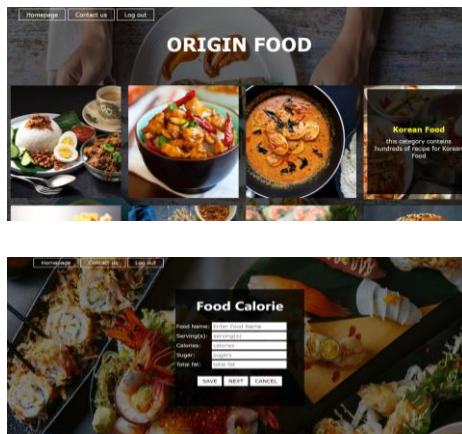 Homepage
Contact us
Log out
ORIGIN FOOD
Korean Food
this category contains
hundreds of recipe for Korean
Food
Homepage
Contact us
Log out
Food Calorie
Food Name: Enter Food Name
Serving(s): serving(s)
Calories: calories
Sugar: sugars
Total fat: total fat
SAVE NEXT CANCEL